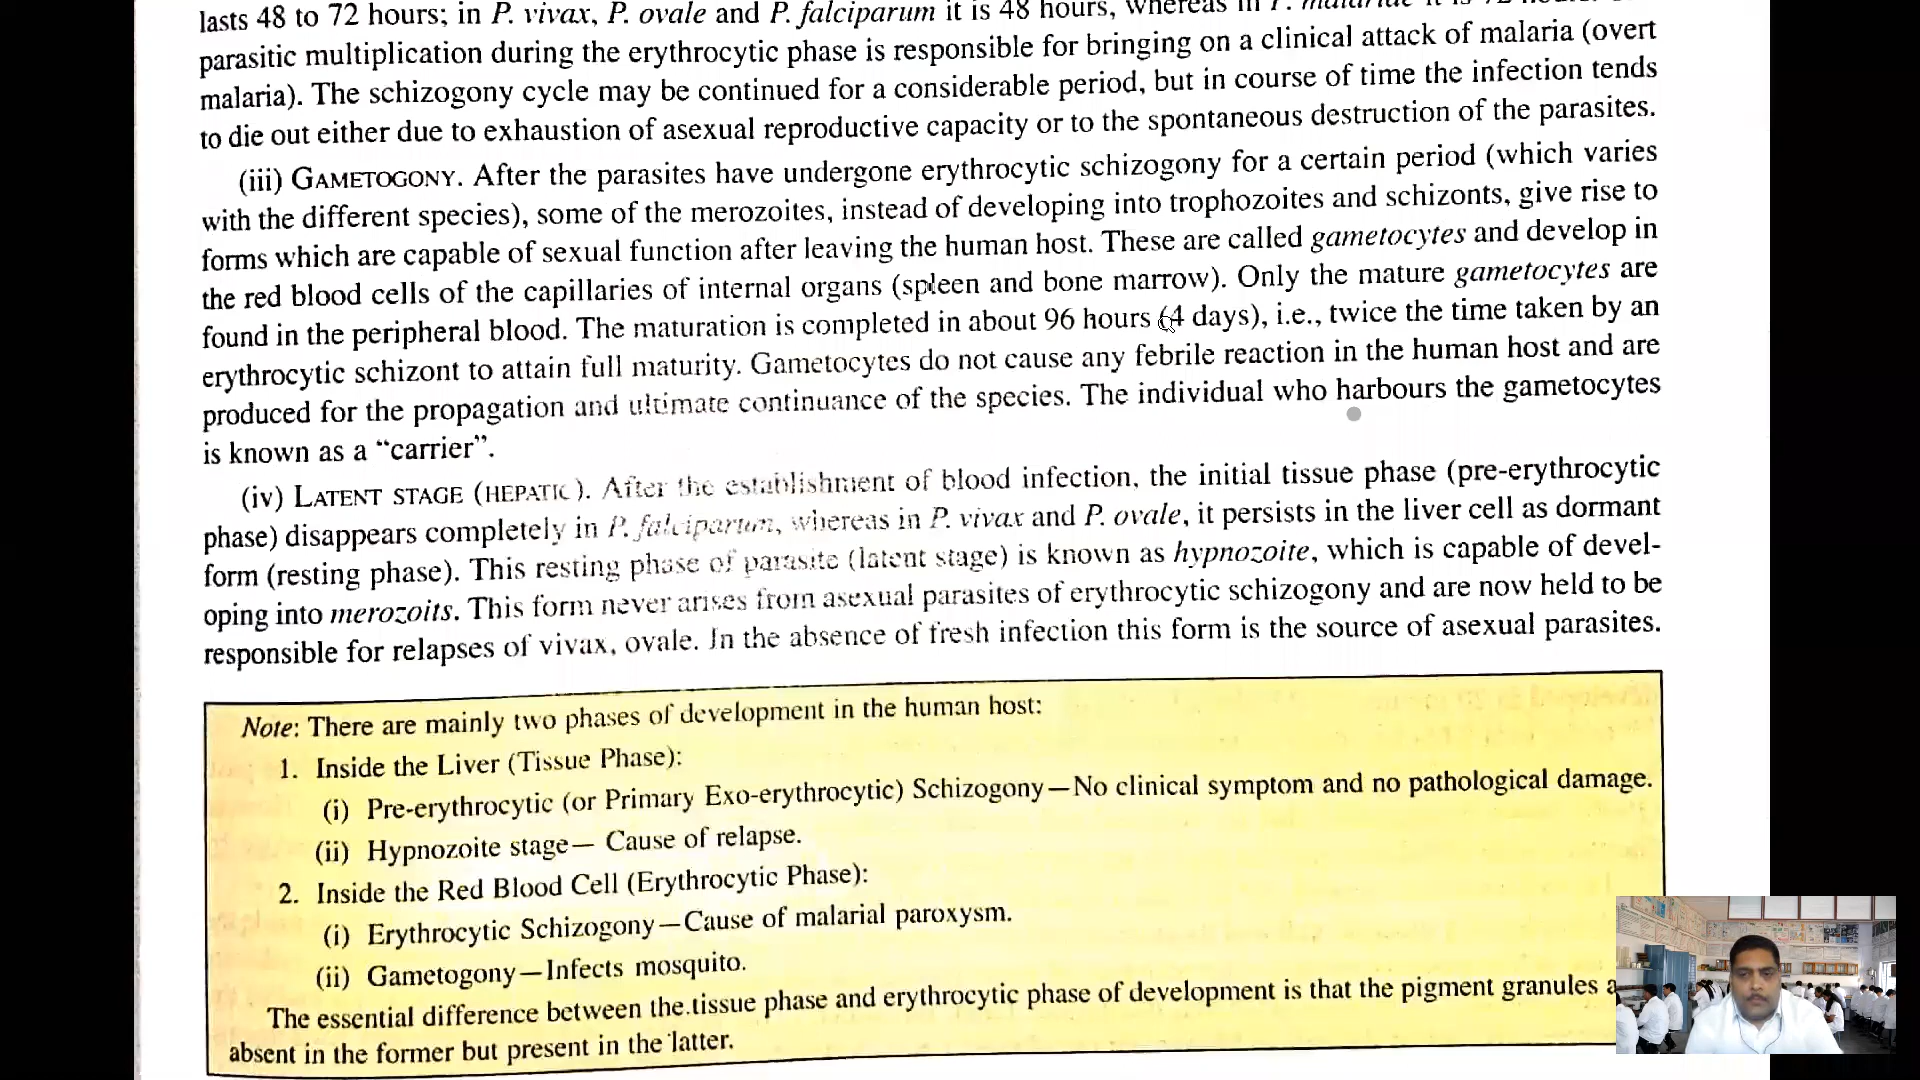 lasts 48 to 72 hours; in P. vivax, P. ovale and P. falciparum it is 48 hours, whereas in
parasitic multiplication during the erythrocytic phase is responsible for bringing on a clinical attack of malaria (overt
malaria). The schizogony cycle may be continued for a considerable period, but in course of time the infection tends
to die out either due to exhaustion of asexual reproductive capacity or to the spontaneous destruction of the parasites.
(iii) GAMETOGONY. After the parasites have undergone erythrocytic schizogony for a certain period (which varies
with the different species), some of the merozoites, instead of developing into trophozoites and schizonts, give rise to
forms which are capable of sexual function after leaving the human host. These are called gametocytes and develop in
the red blood cells of the capillaries of internal organs (spleen and bone marrow). Only the mature gametocytes are
found in the peripheral blood. The maturation is completed in about 96 hours (4 days), i.e., twice the time taken by an
erythrocytic schizont to attain full maturity. Gametocytes do not cause any febrile reaction in the human host and are
produced for the propagation and ultimate continuance of the species. The individual who harbours the gametocytes
is known as a “carrier”.
(iv) LATENT STAGE (HEPATIC). After the establishment of blood infection, the initial tissue phase (pre-erythrocytic
phase) disappears completely in P. falciparum, whereas in P. vivax and P. ovale, it persists in the liver cell as dormant
form (resting phase). This resting phase of parasite (latent stage) is known as hypnozoite, which is capable of devel-
oping into merozoits. This form never arises from asexual parasites of erythrocytic schizogony and are now held to be
responsible for relapses of vivax, ovale. In the absence of fresh infection this form is the source of asexual parasites.
Note: There are mainly two phases of development in the human host:
1. Inside the Liver (Tissue Phase):
(i) Pre-erythrocytic (or Primary Exo-erythrocytic) Schizogony—No clinical symptom and no pathological damage.
(ii) Hypnozoite stage— Cause of relapse.
2. Inside the Red Blood Cell (Erythrocytic Phase):
(i) Erythrocytic Schizogony—Cause of malarial paroxysm.
(ii) Gametogony—Infects mosquito.
The essential difference between the tissue phase and erythrocytic phase of development is that the pigment granules
absent in the former but present in the latter.